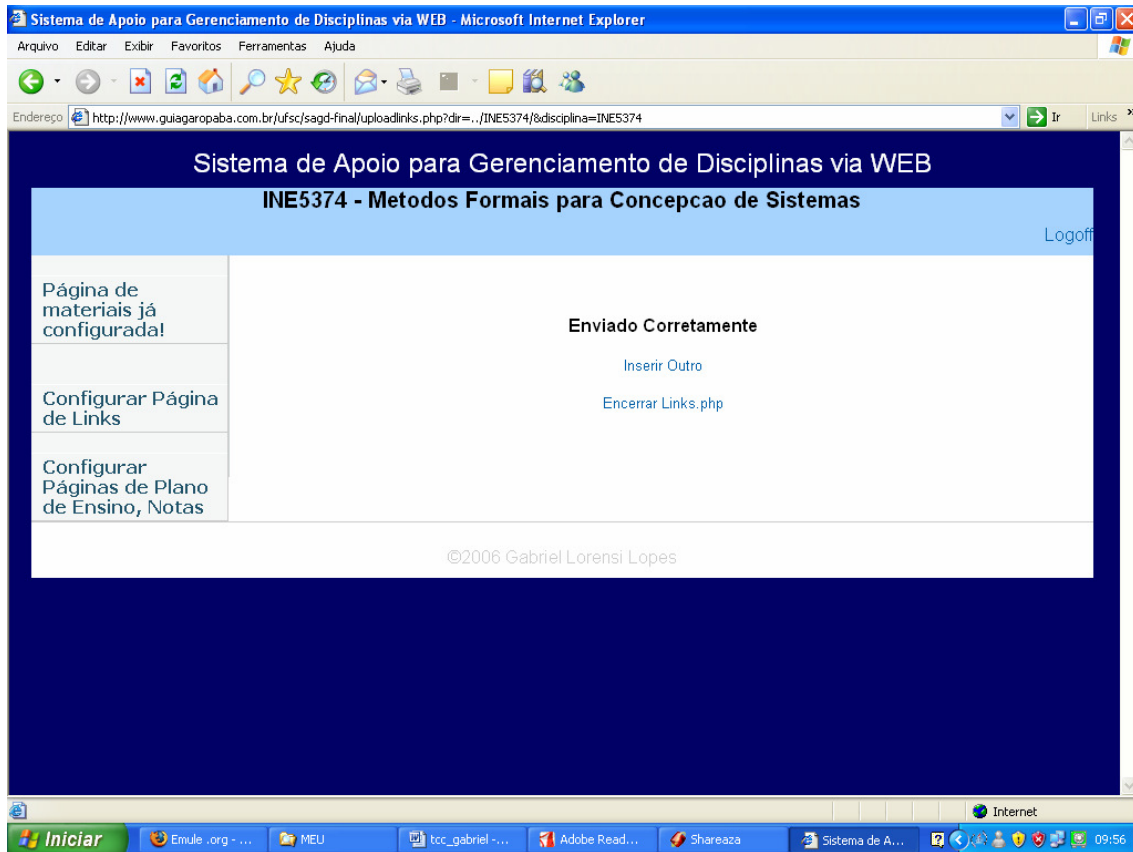 Sistema de Apoio para Gerenciamento de Disciplinas via WEB - Microsoft Internet Explorer
Arquivo Editar Exibir Favoritos Ferramentas Ajuda
Endereço http://www.guiagaropaba.com.br/ufsc/sagd-final/uploadlinks.php?dir=../INE5374/&disciplina=INE5374 Ir Links »
Sistema de Apoio para Gerenciamento de Disciplinas via WEB
INE5374 - Metodos Formais para Concepcao de Sistemas
Logoff
Página de
materiais já
configurada!
Configurar Página
de Links
Configurar
Páginas de Plano
de Ensino, Notas
Enviado Corretamente
Inserir Outro
Encerrar Links.php
©2006 Gabriel Lorensi Lopes
Internet
Iniciar Emule .org - ... MEU tcc_gabriel -... Adobe Read... Shareaza Sistema de A... 09:56